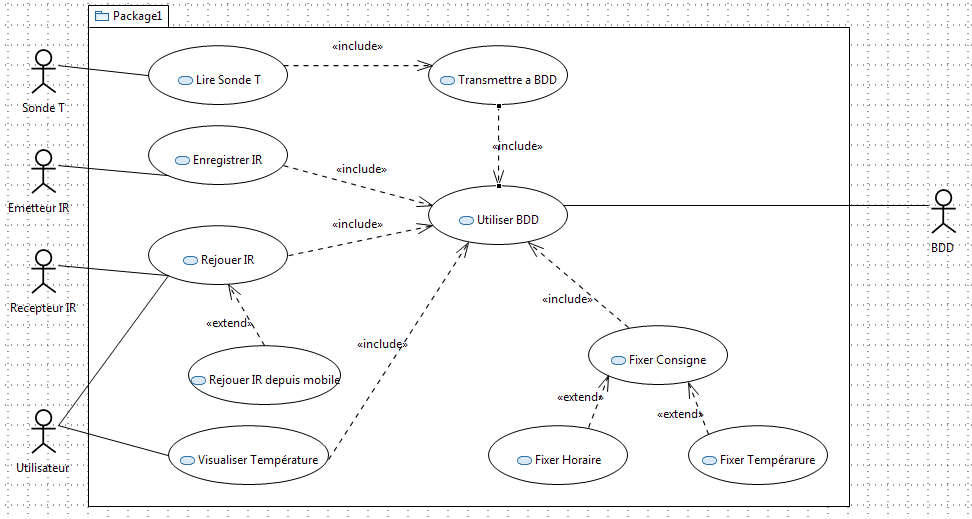 Package1
«include»
Lire Sonde T
Transmettre a BDD
Sonde T
«include»
Enregistrer IR
«include»
Emetteur IR
Utiliser BDD
«include»
BDD
Rejouer IR
Recepteur IR
«include»
«extend»
«include»
Fixer Consigne
Rejouer IR depuis mobile
«extend»
«extend»
Utilisateur
Visualiser Température
Fixer Horaire
Fixer Tempérarure